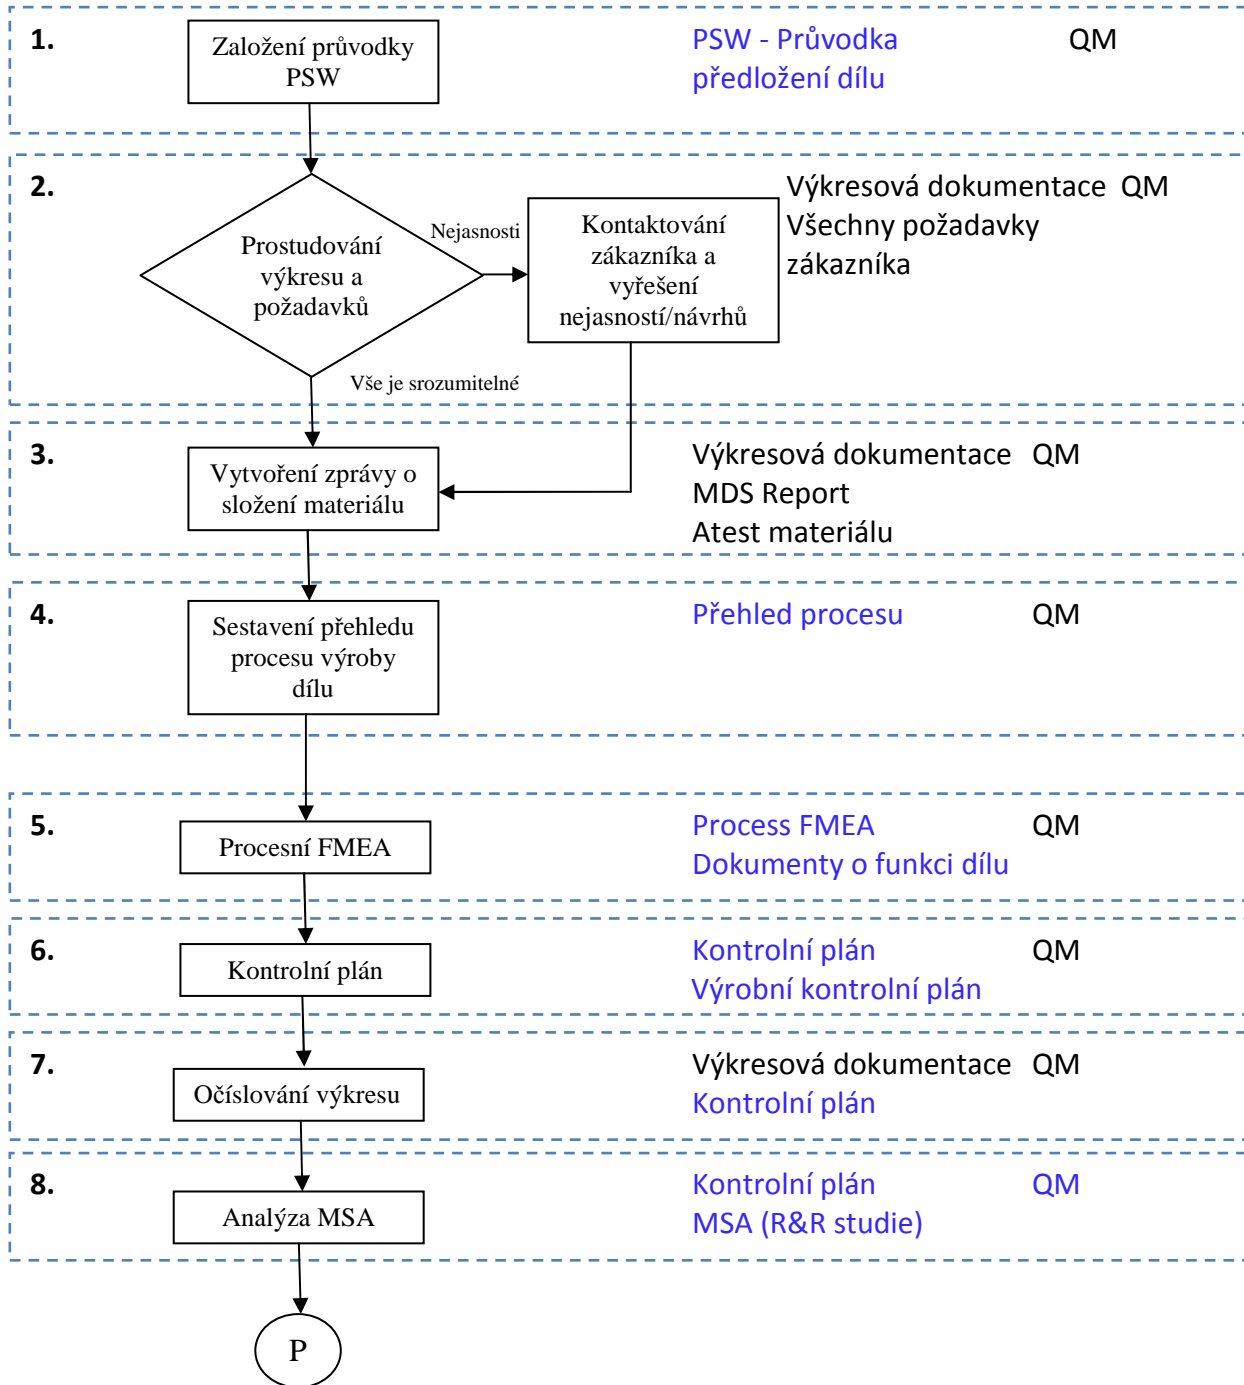 1.
Založení průvodky
PSW
PSW - Průvodka
předložení dílu
QM
2.
Prostudování
výkresu a
požadavků
Nejasnosti
Kontaktování
zákazníka a
vyřešení
nejasností/návrhů
Výkresová dokumentace QM
Všechny požadavky
zákazníka
Vše je srozumitelné
3.
Vytvoření zprávy o
složení materiálu
Výkresová dokumentace QM
MDS Report
Atest materiálu
4.
Sestavení přehledu
procesu výroby
dílu
Přehled procesu QM
5.
Procesní FMEA
Process FMEA QM
Dokumenty o funkci dílu
6.
Kontrolní plán
Kontrolní plán QM
Výrobní kontrolní plán
7.
Očíslování výkresu
Výkresová dokumentace QM
Kontrolní plán
8.
Analýza MSA
Kontrolní plán QM
MSA (R&R studie)
P